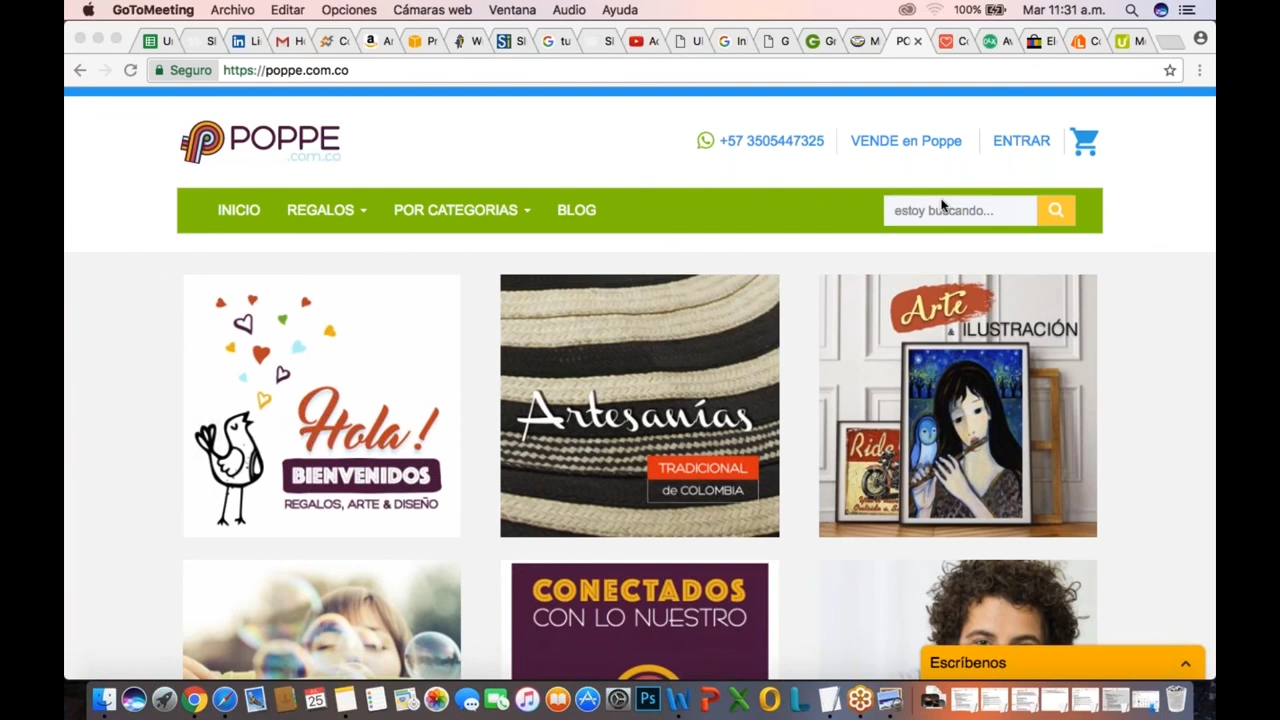 GoToMeeting Archivo Editar Opciones Cámaras web Ventana Audio Ayuda 100% Mar 11:31 a.m.
Seguro https://poppe.com.co
POPPE
.com.co
+57 3505447325 VENDE en Poppe ENTRAR
INICIO REGALOS POR CATEGORIAS BLOG estoy buscando...
Hola!
BIENVENIDOS
REGALOS, ARTE & DISEÑO
Artesanías
TRADICIONAL
de COLOMBIA
Arte
& ILUSTRACIÓN
Ride
CONECTADOS
CON LO NUESTRO
Escríbenos
25